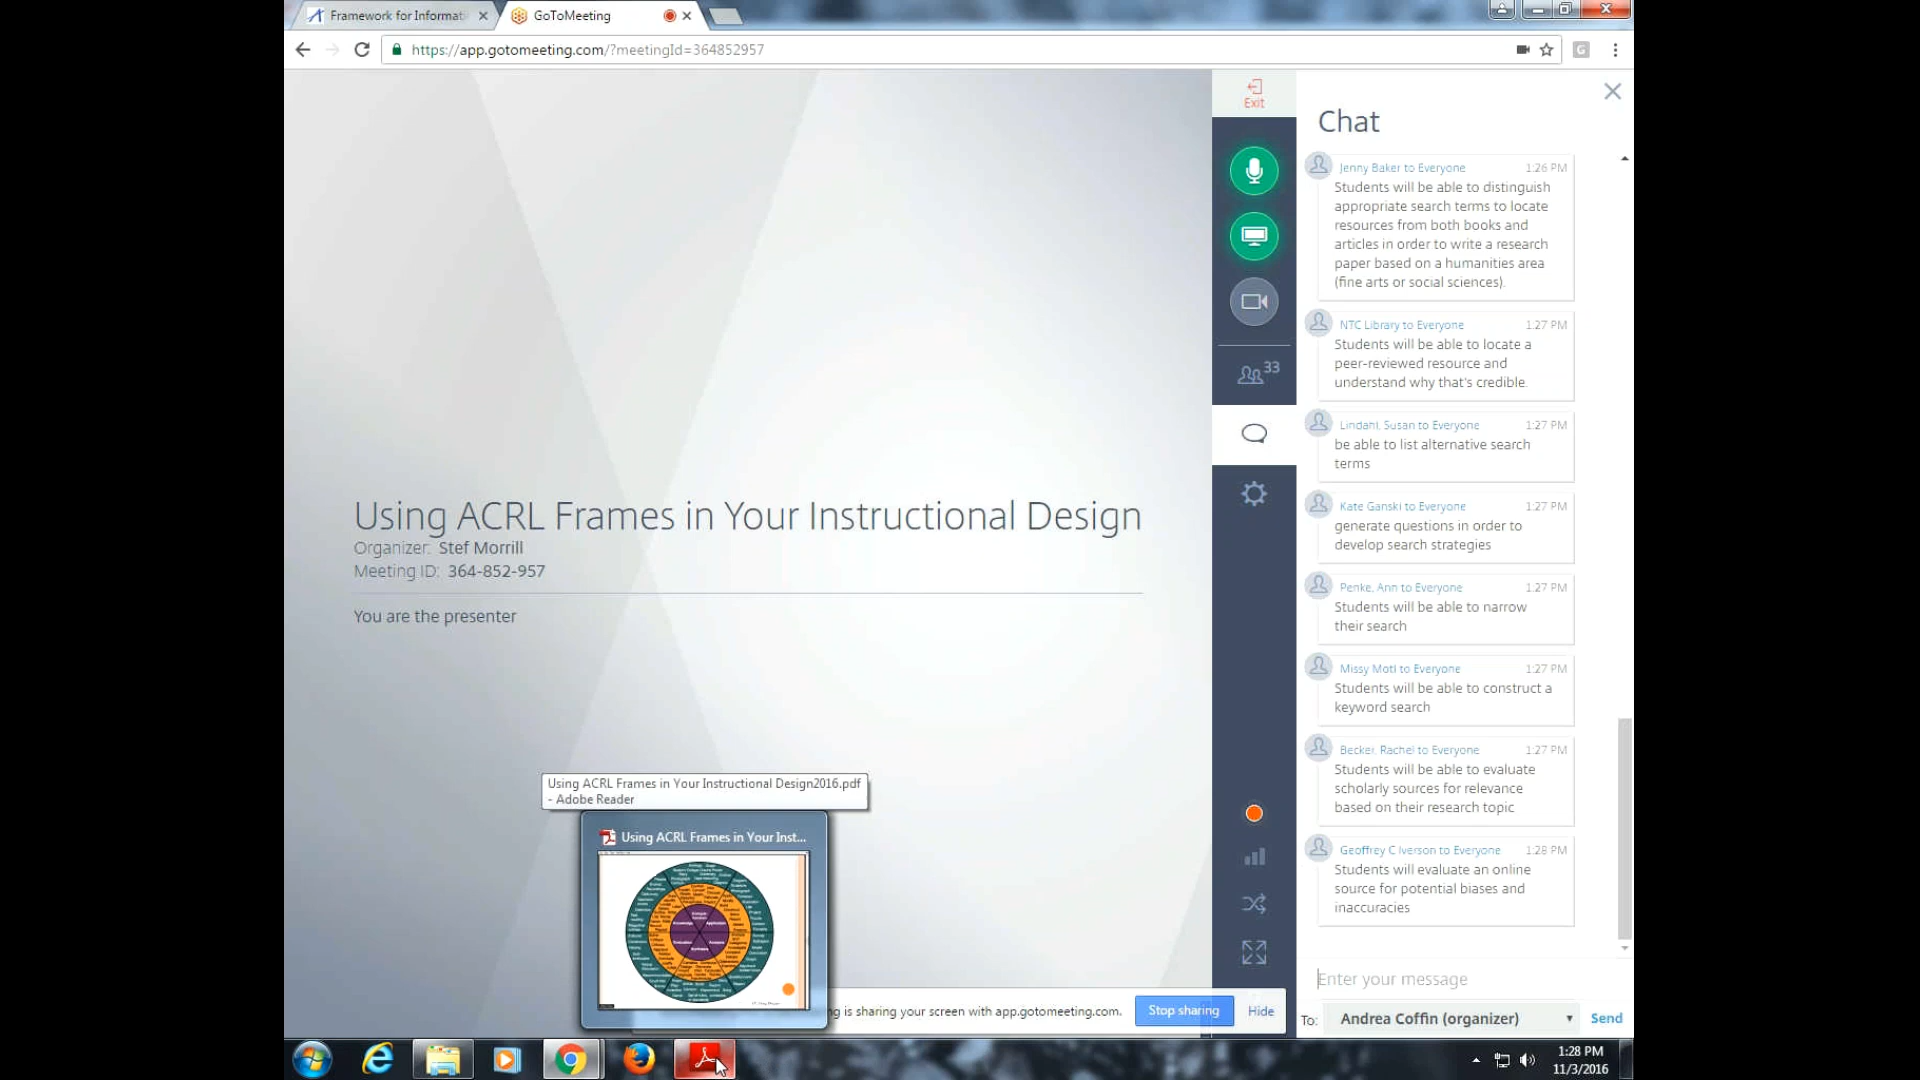 Framework for Informat
GoToMeeting
https://app.gotomeeting.com/?meetingId=364852957
Exit
Chat
Jenny Baker to Everyone 1:26 PM
Students will be able to distinguish
appropriate search terms to locate
resources from both books and
articles in order to write a research
paper based on a humanities area
(fine arts or social sciences).
NTC Library to Everyone 1:27 PM
Students will be able to locate a
peer-reviewed resource and
understand why that's credible.
33
Lindahl, Susan to Everyone 1:27 PM
be able to list alternative search
terms
Kate Ganski to Everyone 1:27 PM
generate questions in order to
develop search strategies
Penke, Ann to Everyone 1:27 PM
Students will be able to narrow
their search
Missy Motl to Everyone 1:27 PM
Students will be able to construct a
keyword search
Becker, Rachel to Everyone 1:27 PM
Students will be able to evaluate
scholarly sources for relevance
based on their research topic
Geoffrey C Iverson to Everyone 1:28 PM
Students will evaluate an online
source for potential biases and
inaccuracies
Enter your message
To: Andrea Coffin (organizer) Send
Using ACRL Frames in Your Instructional Design
Organizer: Stef Morrill
Meeting ID: 364-852-957
You are the presenter
Using ACRL Frames in Your Instructional Design2016.pdf
- Adobe Reader
Using ACRL Frames in Your Inst...
g is sharing your screen with app.gotomeeting.com. Stop sharing Hide
1:28 PM
11/3/2016